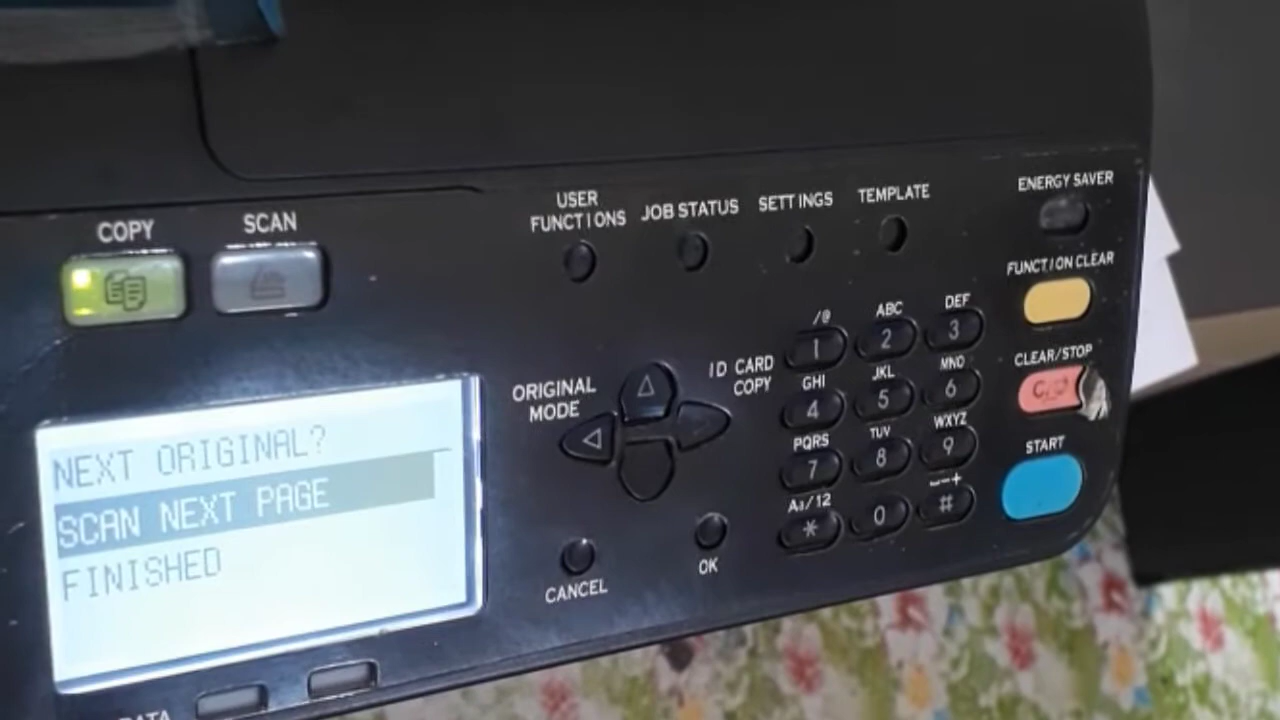 COPY
SCAN
USER
FUNCTIONS
JOB STATUS
SETTINGS
TEMPLATE
ENERGY SAVER
FUNCTION CLEAR
CLEAR/STOP
START
NEXT ORIGINAL?
SCAN NEXT PAGE
FINISHED
ORIGINAL
MODE
ID CARD
COPY
CANCEL
OK
/@
ABC
DEF
1
2
3
GHI
JKL
MNO
4
5
6
PQRS
TUV
WXYZ
7
8
9
*
0
#
DATA